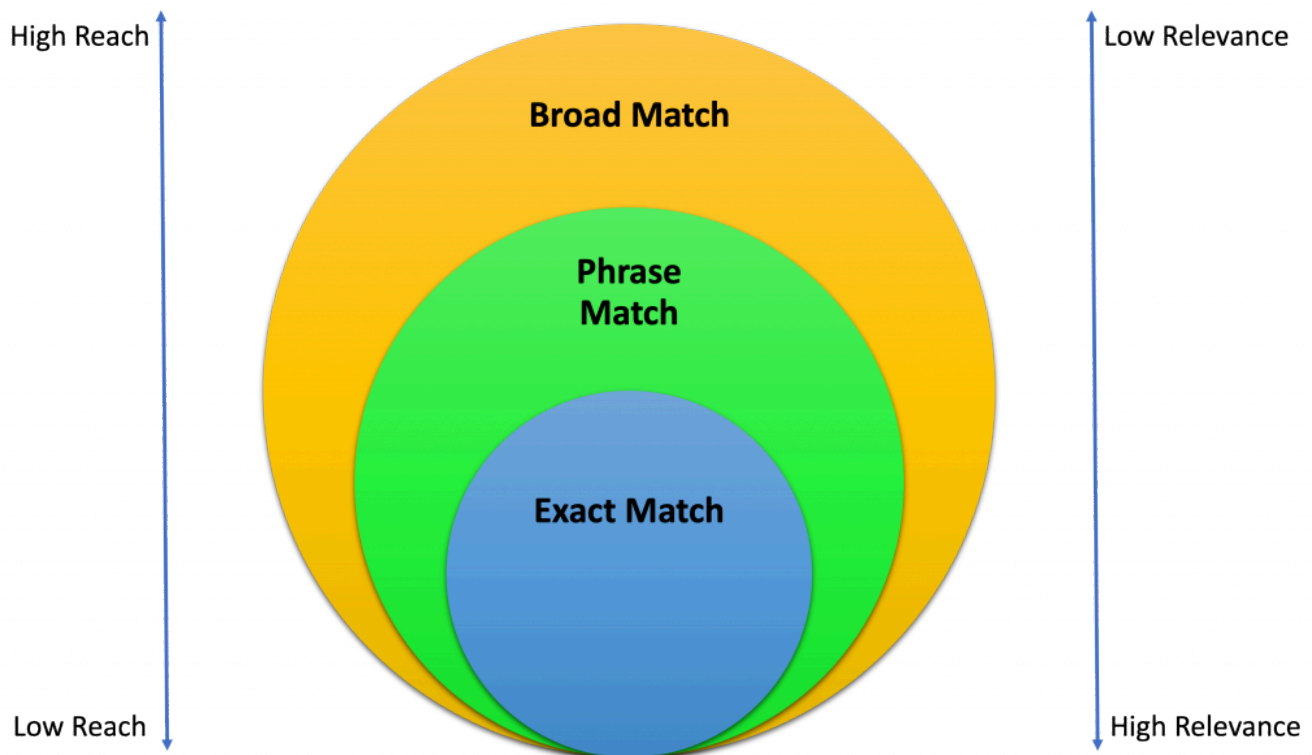 High Reach
Low Relevance
Broad Match
Phrase
Match
Exact Match
Low Reach
High Relevance